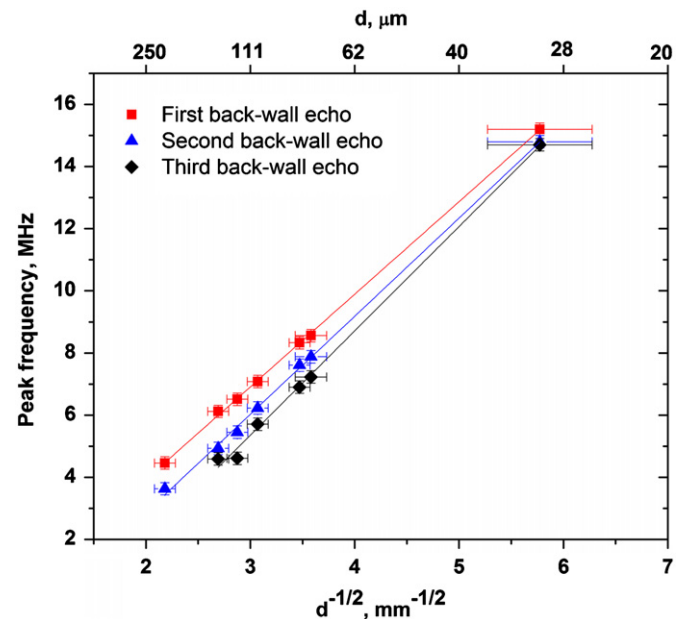 d, μm
250 111 62 40 28 20
16
First back-wall echo
Second back-wall echo
Third back-wall echo
14
12
10
8
6
4
2
Peak frequency, MHz
2 3 4 5 6 7
d-1/2, mm-1/2